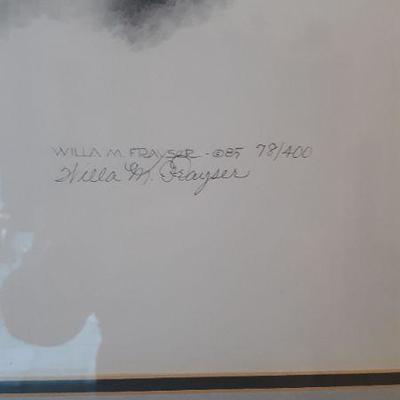 WILLA M. FRAYSER - ©85 78/400
Willa M. Frayser